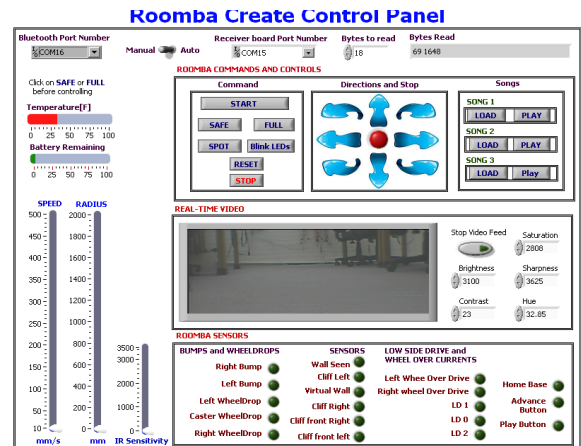 Roomba Create Control Panel
Bluetooth Port Number
COM16
Manual
Auto
Receiver board Port Number
COM15
Bytes to read
18
Bytes Read
69 1648
ROOMBA COMMANDS AND CONTROLS
Click on SAFE or FULL
before controlling
Temperature[F]
0 25 50 75 100
Battery Remaining
0 25 50 75 100
Command
START
SAFE FULL
SPOT Blink LEDs
RESET
STOP
Directions and Stop
Songs
SONG 1
LOAD PLAY
SONG 2
LOAD PLAY
SONG 3
LOAD Play
SPEED
500
450
400
350
300
250
200
150
100
50
10
mm/s
RADIUS
2000
1800
1600
1400
1200
1000
800
600
400
200
0
mm
3500
3000
2000
1000
0
IR Sensitivity
REAL-TIME VIDEO
Stop Video Feed
Saturation
2808
Brightness
3100
Sharpness
3625
Contrast
23
Hue
32.85
ROOMBA SENSORS
BUMPS and WHEELDROPS
Right Bump
Left Bump
Left WheelDrop
Caster WheelDrop
Right WheelDrop
SENSORS
Wall Seen
Cliff Left
Virtual Wall
Cliff Right
Cliff front Right
Cliff front left
LOW SIDE DRIVE and
WHEEL OVER CURRENTS
Left Whee Over Drive
Right wheel Over Drive
LD 1
LD 0
LD 2
Home Base
Advance
Button
Play Button